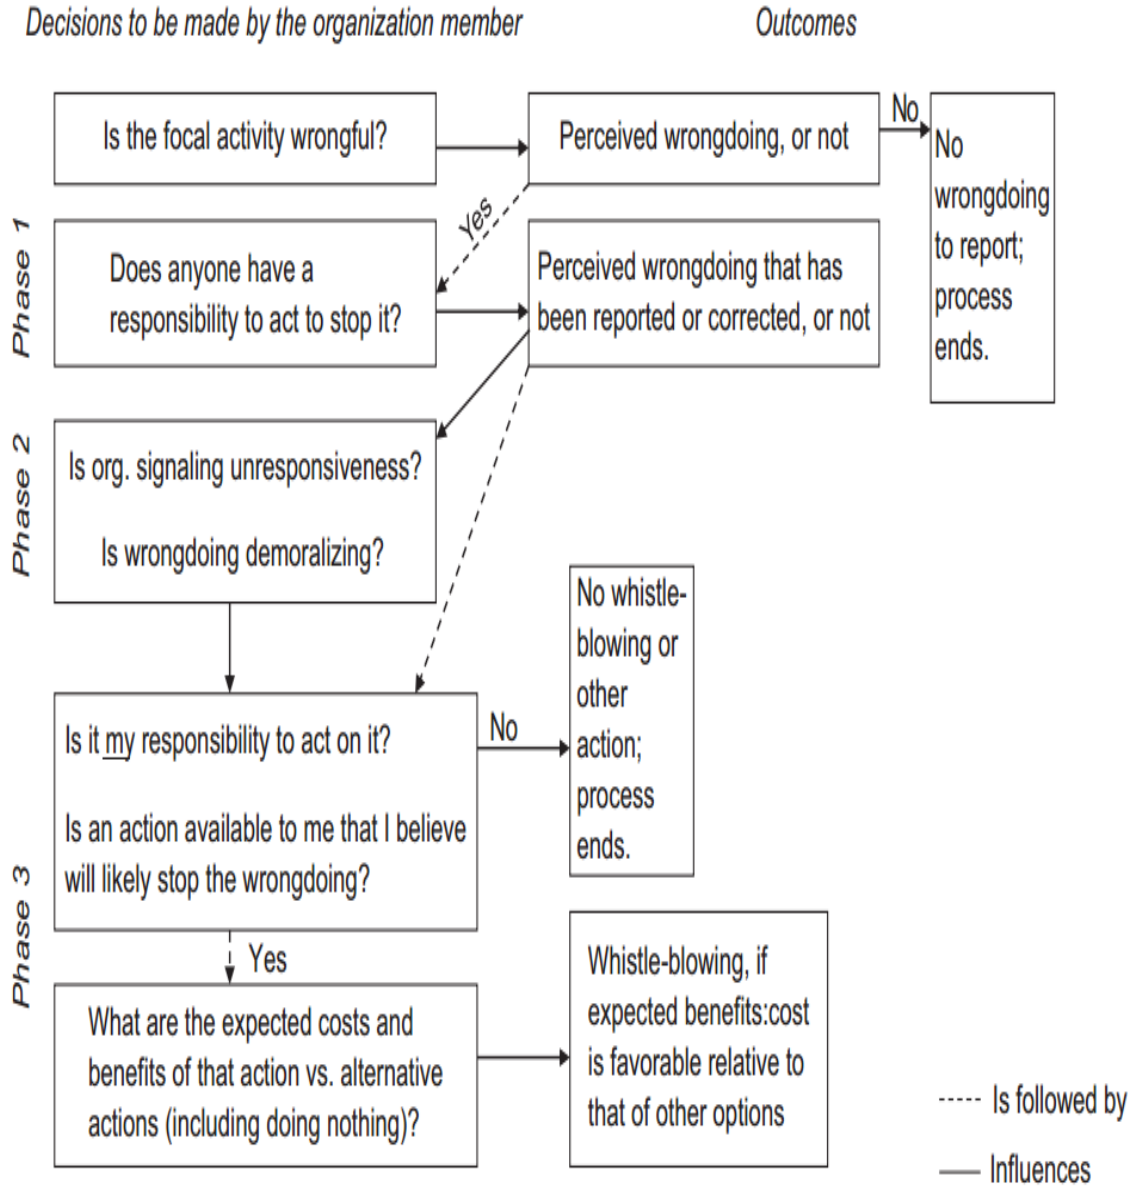 Decisions to be made by the organization member
Outcomes
Is the focal activity wrongful?
Perceived wrongdoing, or not
No
No
wrongdoing
to report;
process
ends.
Yes
Phase 1
Does anyone have a
responsibility to act to stop it?
Perceived wrongdoing that has
been reported or corrected, or not
Phase 2
Is org. signaling unresponsiveness?
Is wrongdoing demoralizing?
No whistle-
blowing or
other
action;
process
ends.
Phase 3
Is it my responsibility to act on it?
No
Is an action available to me that I believe
will likely stop the wrongdoing?
Yes
What are the expected costs and
benefits of that action vs. alternative
actions (including doing nothing)?
Whistle-blowing, if
expected benefits:cost
is favorable relative to
that of other options
Is followed by
Influences